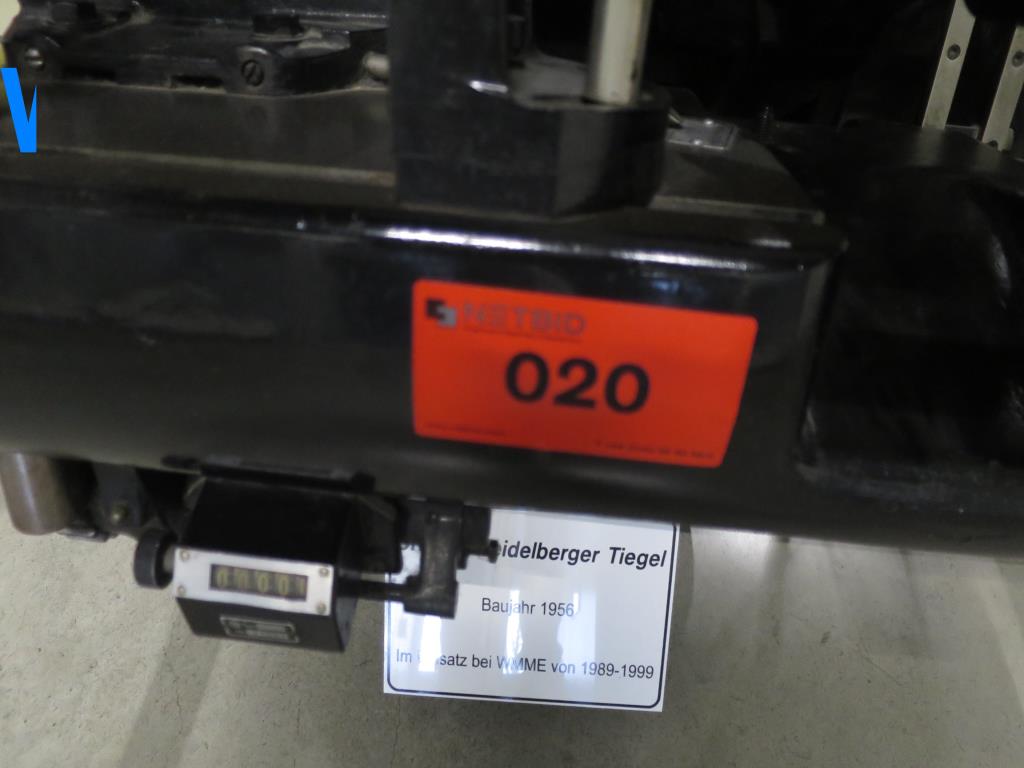 NETBID
020
eidelberger Tiegel
Baujahr 1956
Im satz bei WMME von 1989-1999